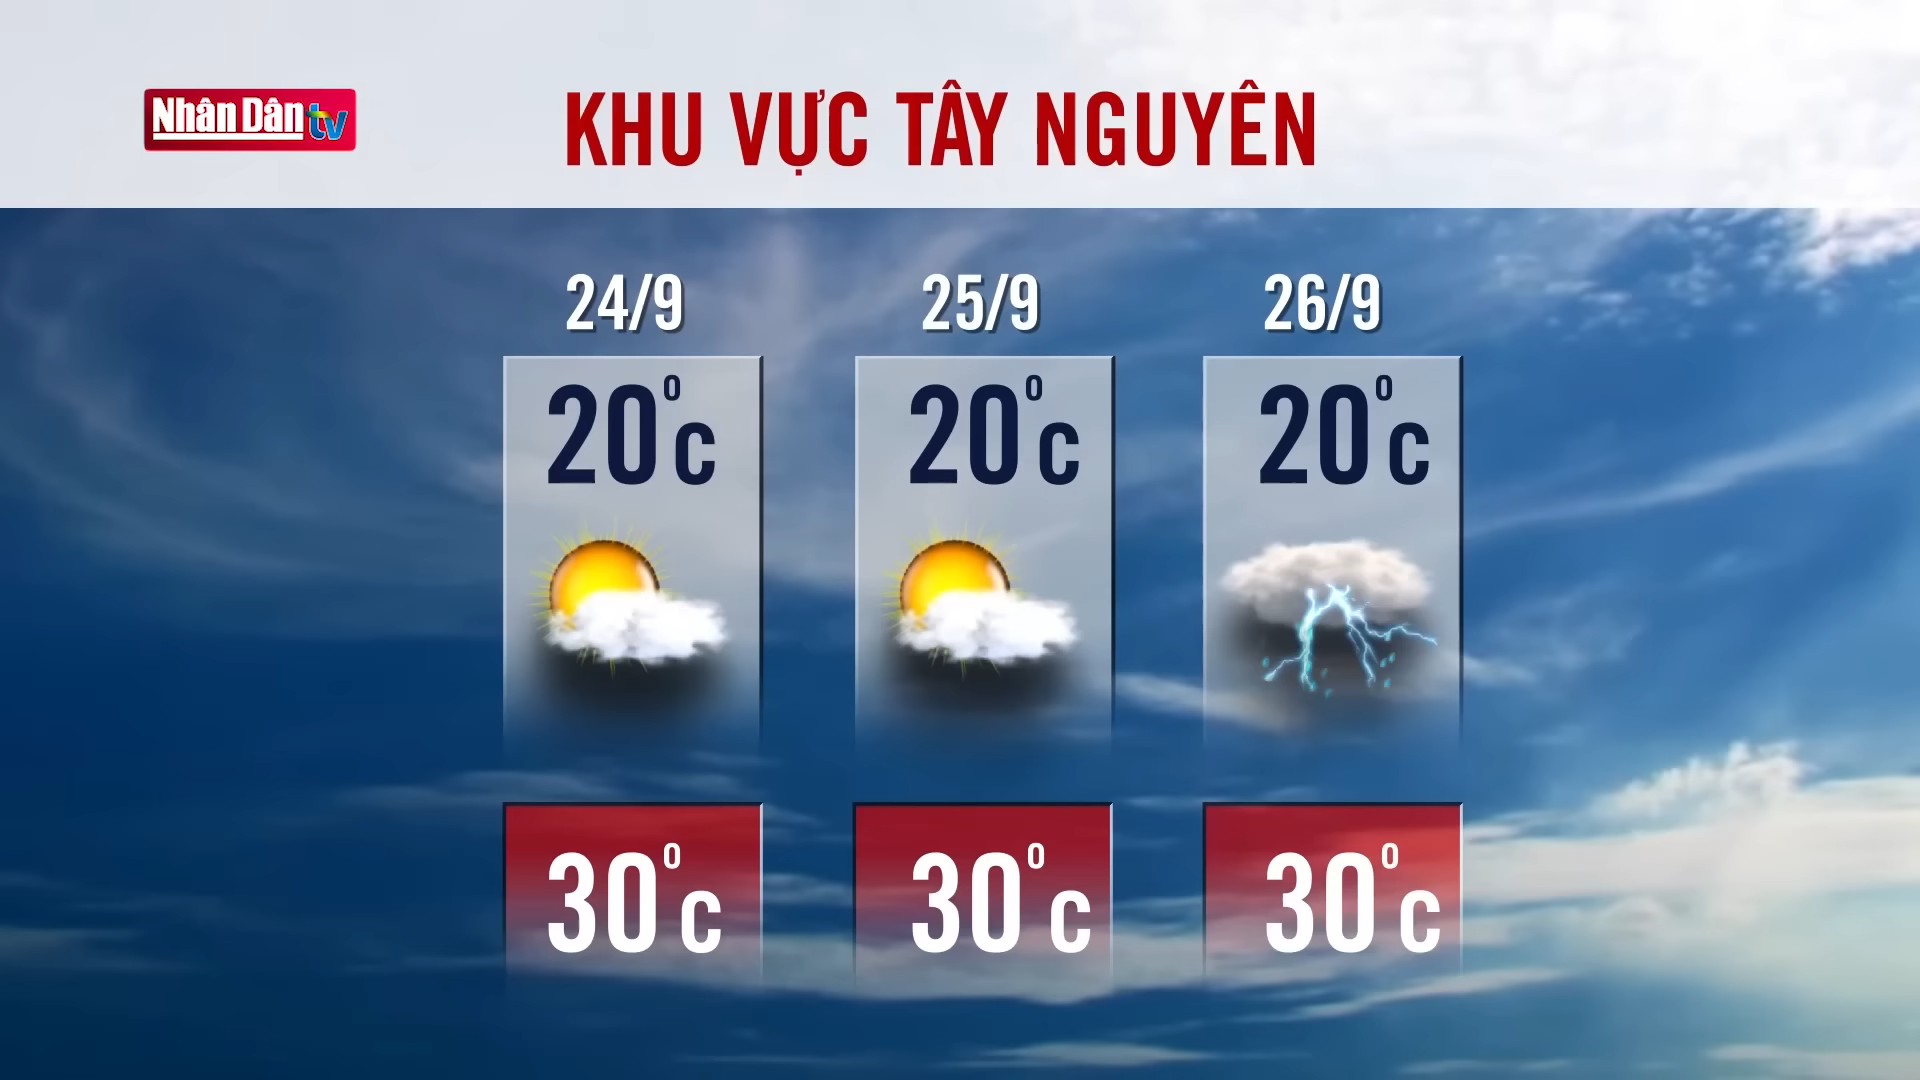 Nhân Dân tv
KHU VỰC TÂY NGUYÊN
24/9 25/9 26/9
20°C 20°C 20°C
30°C 30°C 30°C